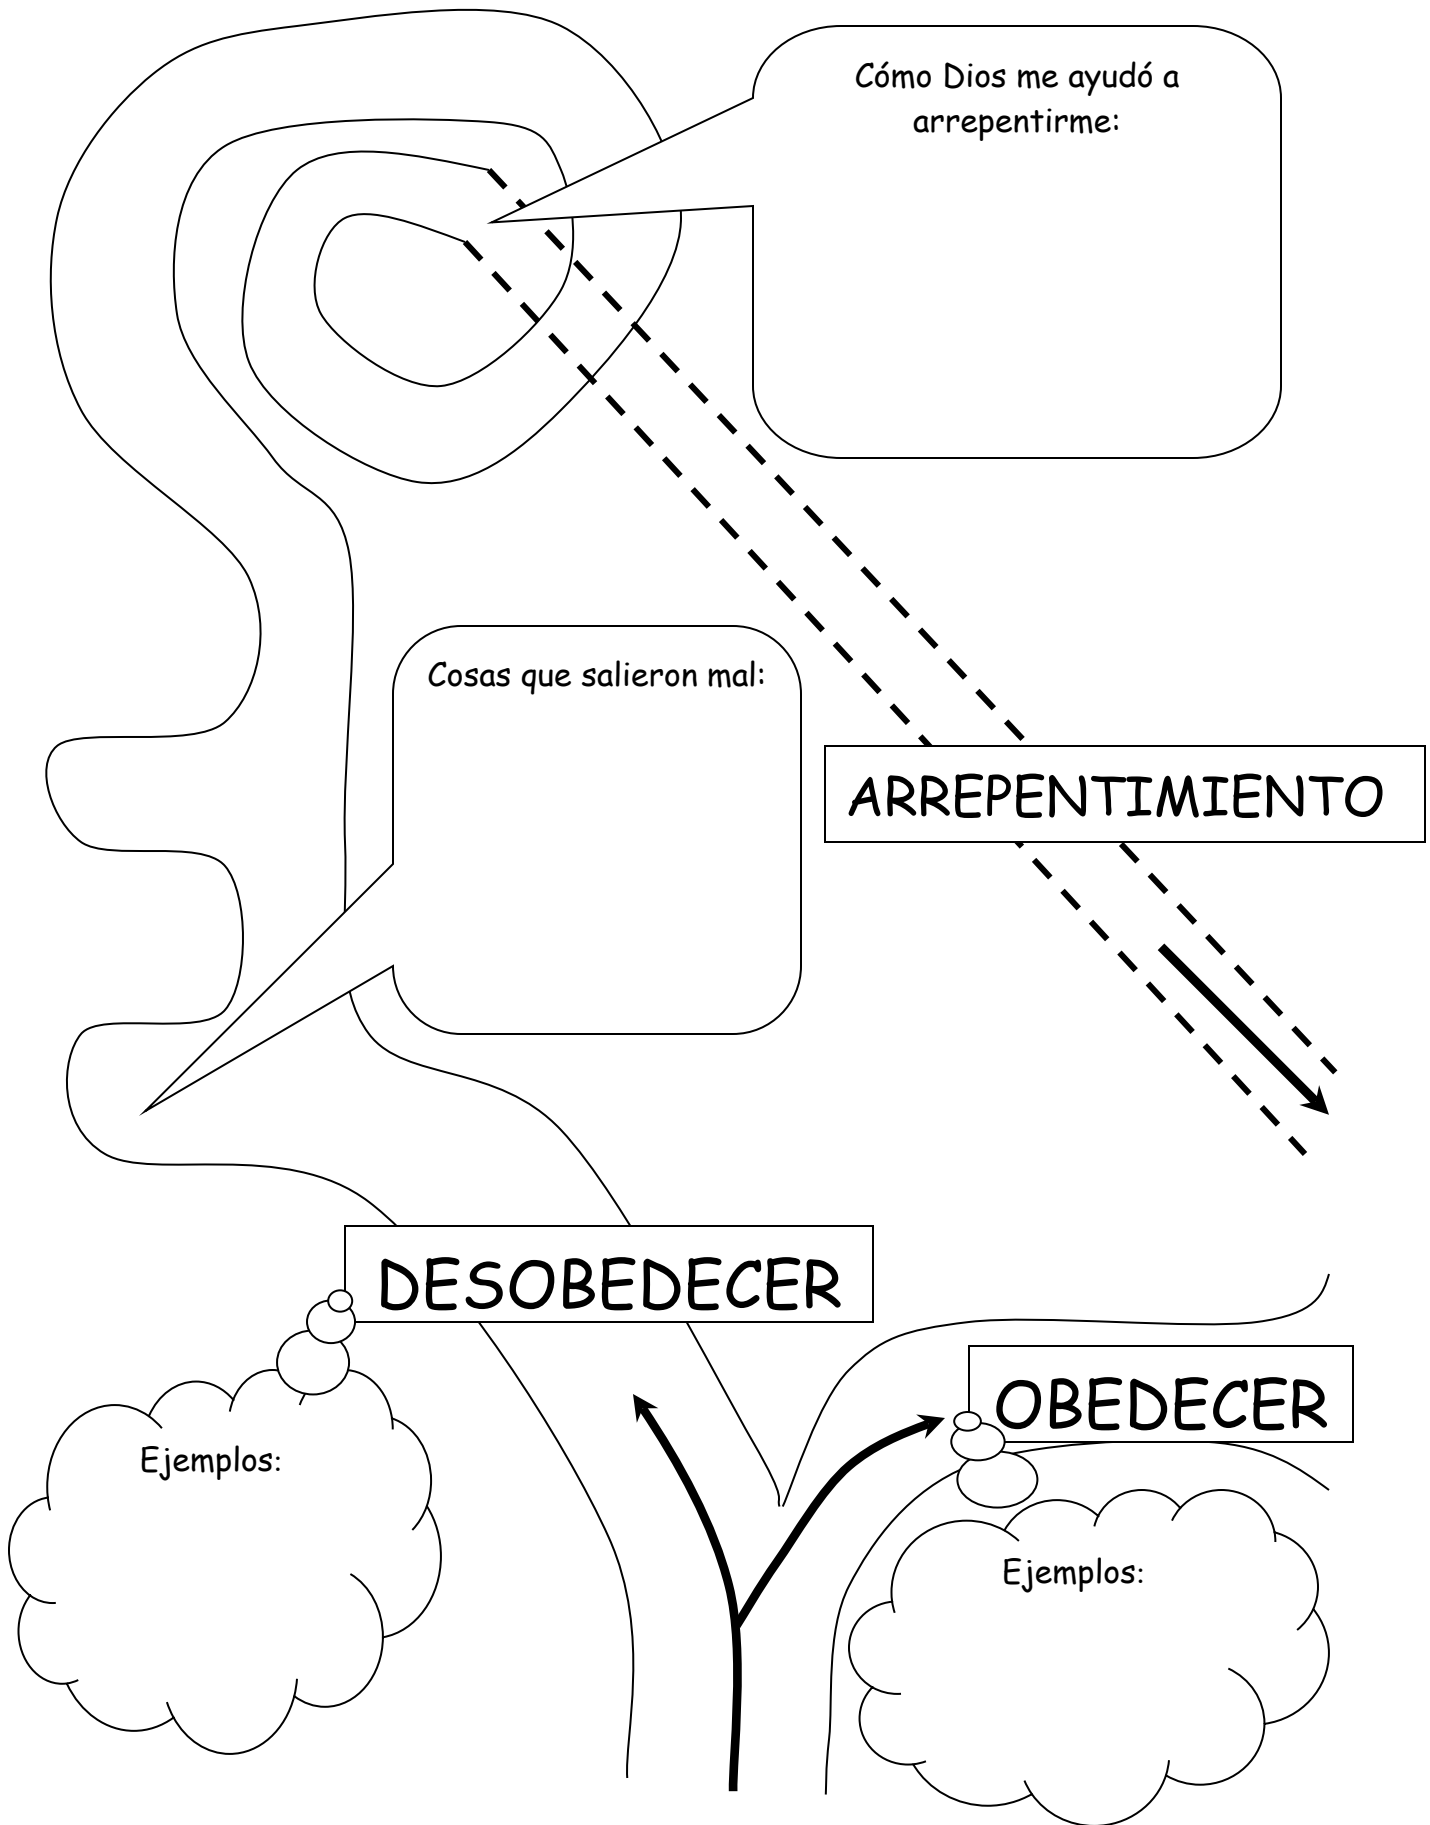 Cómo Dios me ayudó a
arrepentirme:
Cosas que salieron mal:
ARREPENTIMIENTO
DESOBEDECER
OBEDECER
Ejemplos:
Ejemplos: